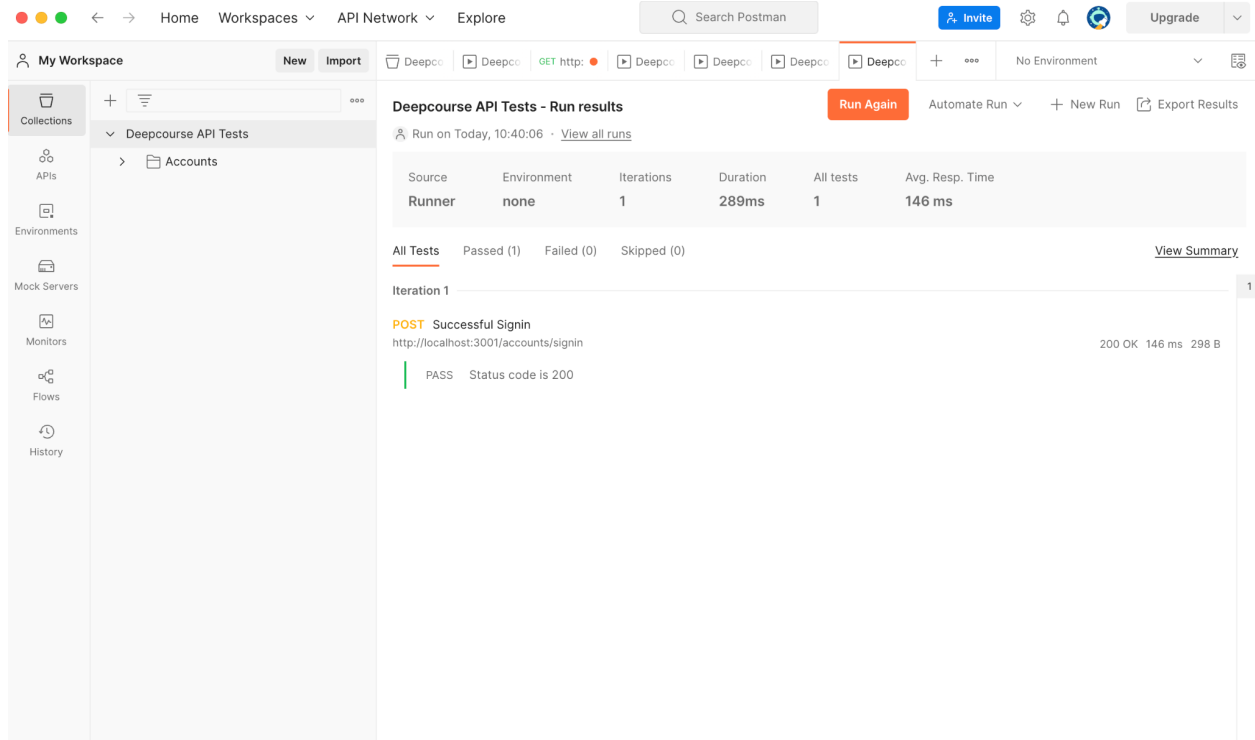 Home Workspaces API Network Explore Search Postman Invite Upgrade
My Workspace New Import Deepco Deepco GET http: Deepco Deepco Deepco Deepco No Environment
Collections
APIs
Environments
Mock Servers
Monitors
Flows
History
Deepcourse API Tests
Accounts
Deepcourse API Tests - Run results Run Again Automate Run New Run Export Results
Run on Today, 10:40:06 · View all runs
Source Environment Iterations Duration All tests Avg. Resp. Time
Runner none 1 289ms 1 146 ms
All Tests Passed (1) Failed (0) Skipped (0) View Summary
Iteration 1 1
POST Successful Signin
http://localhost:3001/accounts/signin 200 OK 146 ms 298 B
PASS Status code is 200